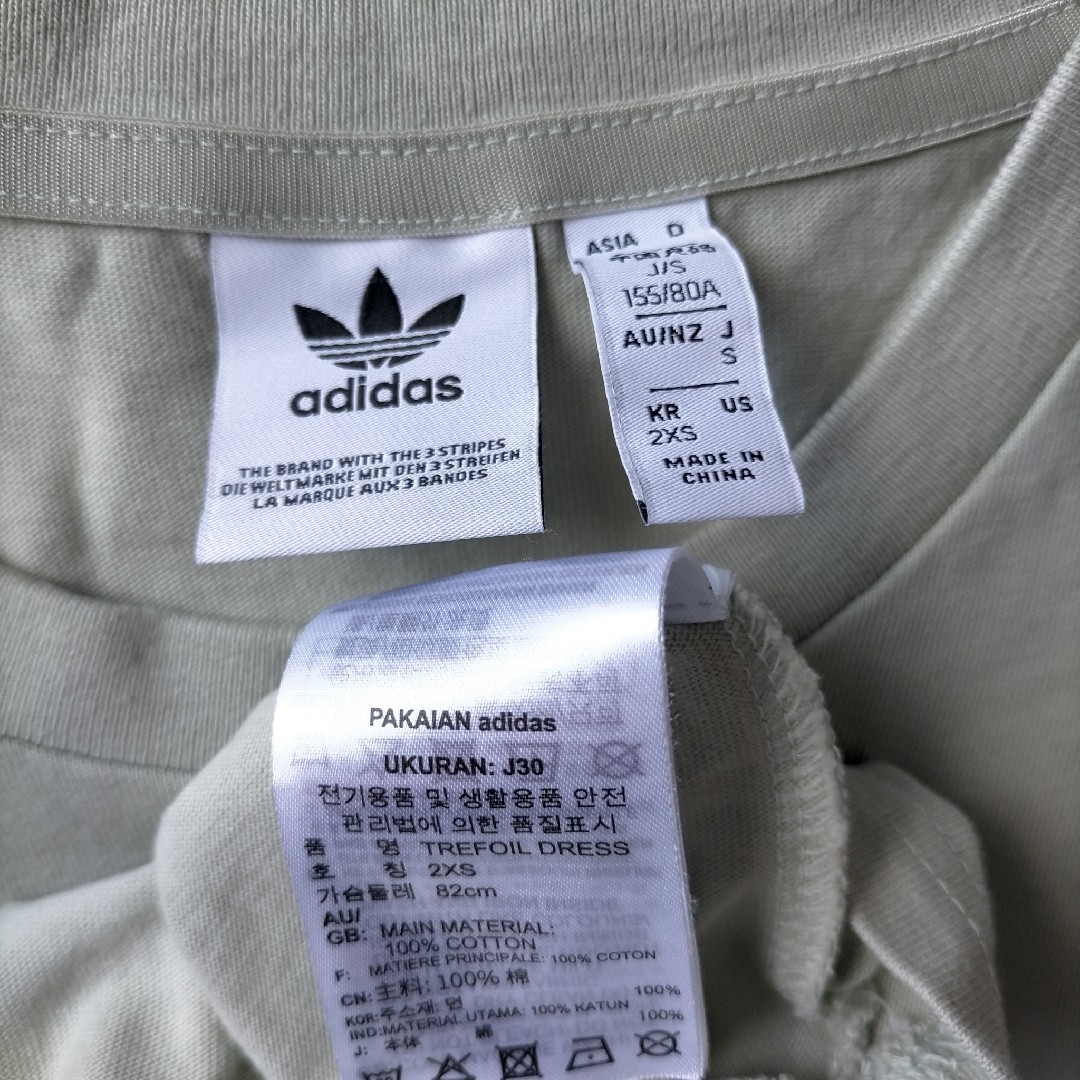 adidas
THE BRAND WITH THE 3 STRIPES
DIE WELTMARKE MIT DEN 3 STREIFEN
LA MARQUE AUX 3 BANDES
ASIA D
J/S
155/80A
AU/NZ J
S
KR US
2XS
MADE IN
CHINA
PAKAIAN adidas
UKURAN: J30
전기용품 및 생활용품 안전
관리법에 의한 품질표시
품 명 TREFOIL DRESS
호 칭 2XS
가슴둘레 82cm
AU/
GB: MAIN MATERIAL:
100% COTTON
F: MATIERE PRINCIPALE: 100% COTON
CN: 主料: 100% 棉
KOR: 주소재: 면 100%
IND: MATERIAL UTAMA: 100% KATUN
J: 本体 綿 100%